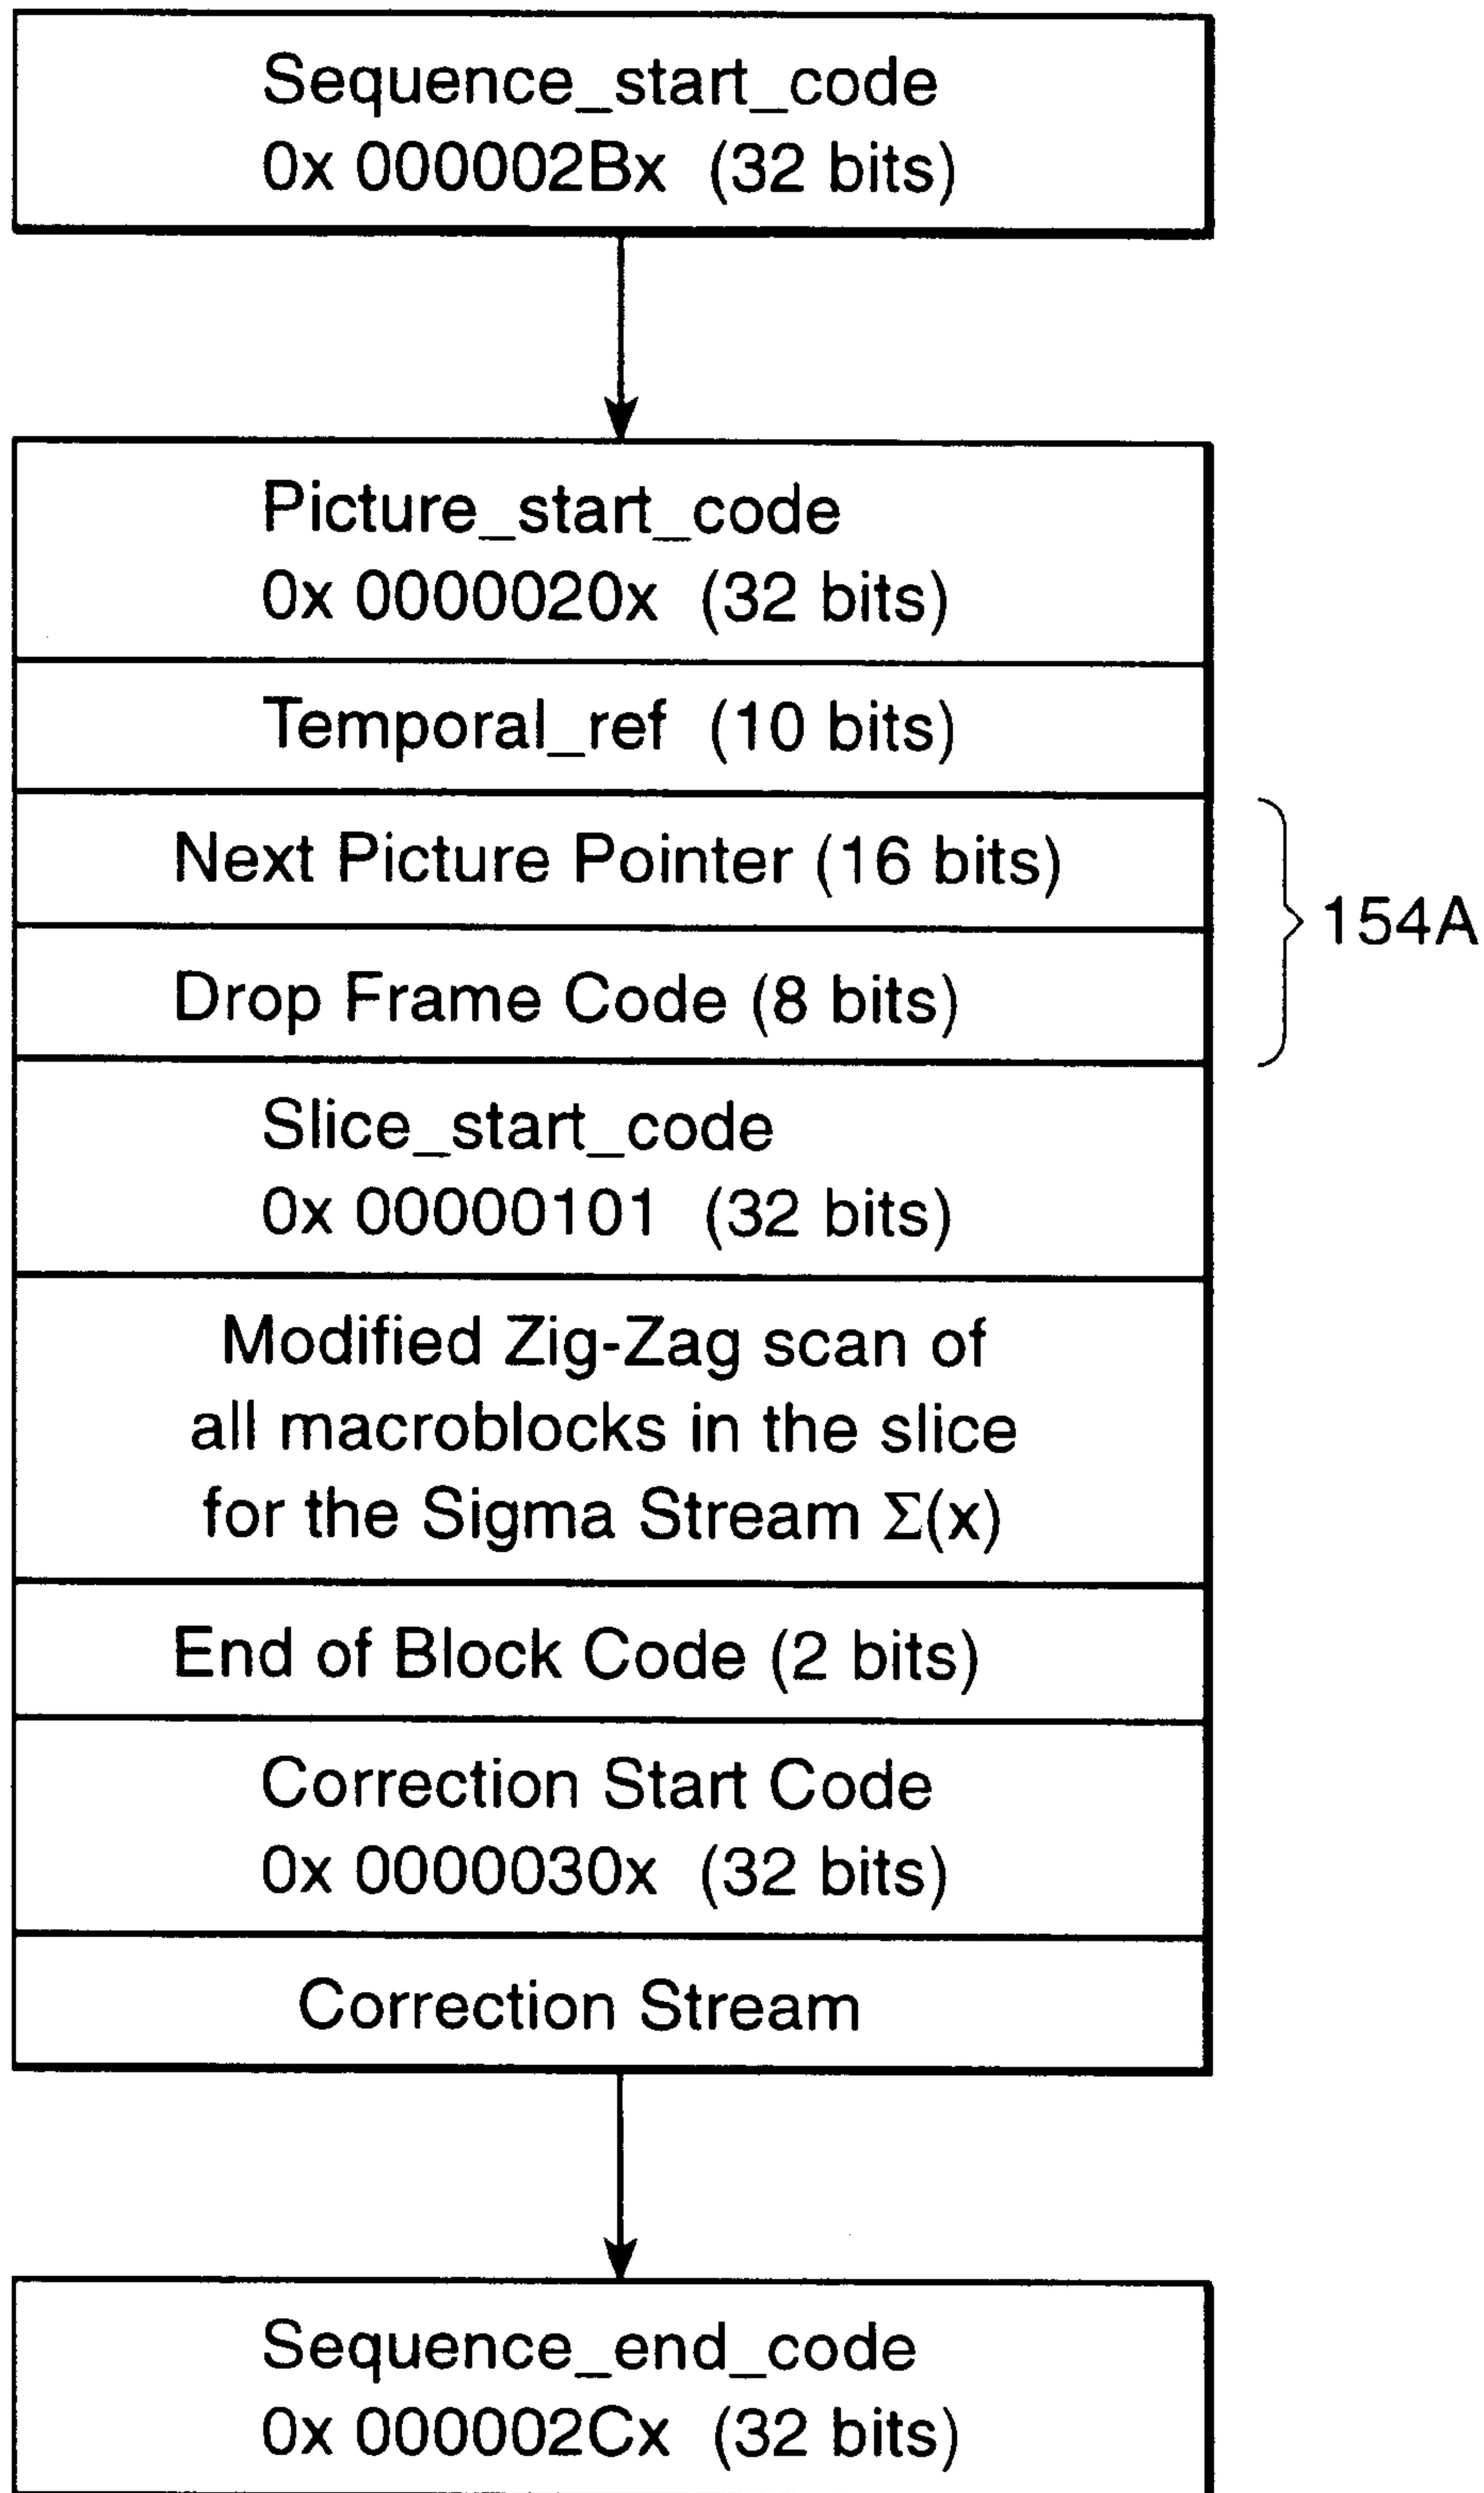 Sequence_start_code
0x 000002Bx (32 bits)
Picture_start_code
0x 0000020x (32 bits)
Temporal_ref (10 bits)
Next Picture Pointer (16 bits)
154A
Drop Frame Code (8 bits)
Slice_start_code
0x 00000101 (32 bits)
Modified Zig-Zag scan of
all macroblocks in the slice
for the Sigma Stream Σ(x)
End of Block Code (2 bits)
Correction Start Code
0x 0000030x (32 bits)
Correction Stream
Sequence_end_code
0x 000002Cx (32 bits)